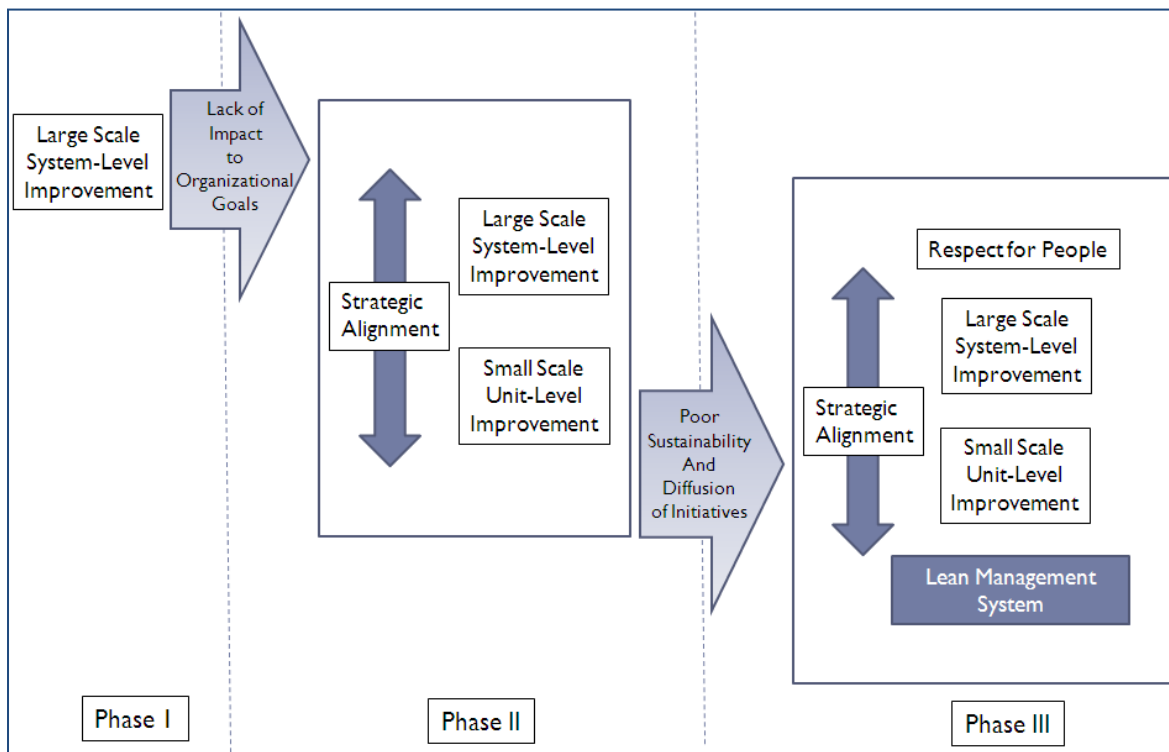 Large Scale
System-Level
Improvement
Lack of
Impact
to
Organizational
Goals
Large Scale
System-Level
Improvement
Strategic
Alignment
Small Scale
Unit-Level
Improvement
Poor
Sustainability
And
Diffusion
of Initiatives
Respect for People
Large Scale
System-Level
Improvement
Strategic
Alignment
Small Scale
Unit-Level
Improvement
Lean Management
System
Phase I
Phase II
Phase III